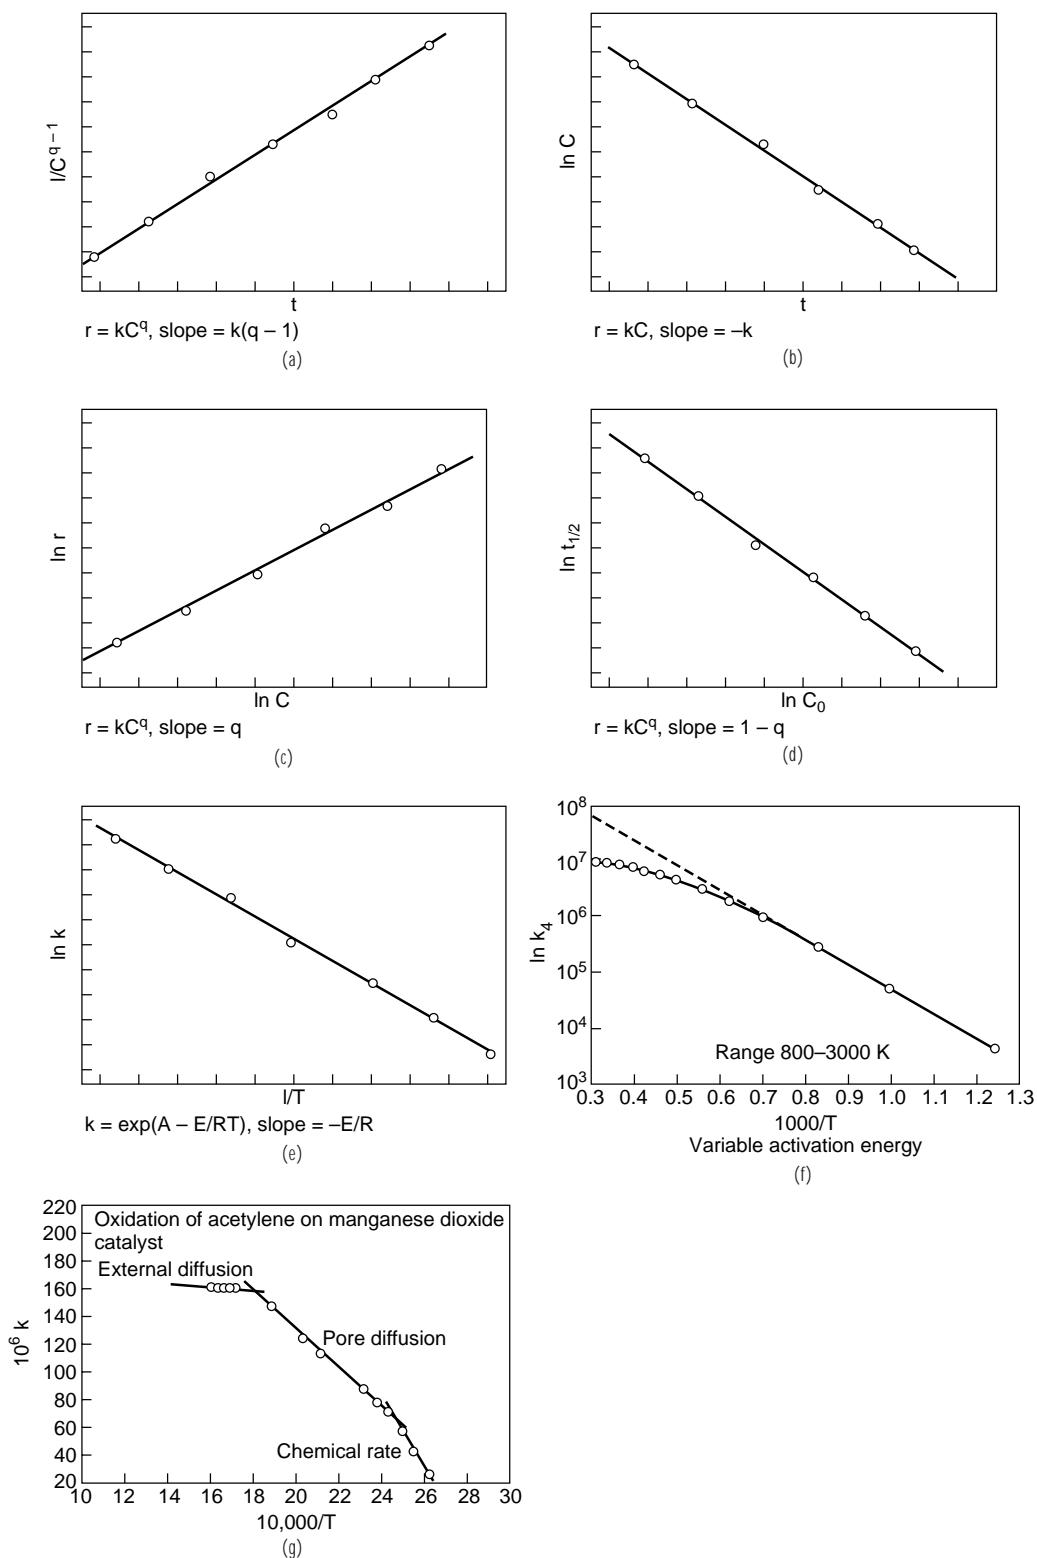 l/C^{q – 1}
t
r = kC^q, slope = k(q – 1)
(a)
ln C
t
r = kC, slope = –k
(b)
ln r
ln C
r = kC^q, slope = q
(c)
ln t_{1/2}
ln C_0
r = kC^q, slope = 1 – q
(d)
ln k
l/T
k = exp(A – E/RT), slope = –E/R
(e)
ln k_4
10^8
10^7
10^6
10^5
10^4
10^3
Range 800–3000 K
0.3 0.4 0.5 0.6 0.7 0.8 0.9 1.0 1.1 1.2 1.3
1000/T
Variable activation energy
(f)
10^6 k
220
200
180
160
140
120
100
80
60
40
20
Oxidation of acetylene on manganese dioxide
catalyst
External diffusion
Pore diffusion
Chemical rate
10 12 14 16 18 20 22 24 26 28 30
10,000/T
(g)